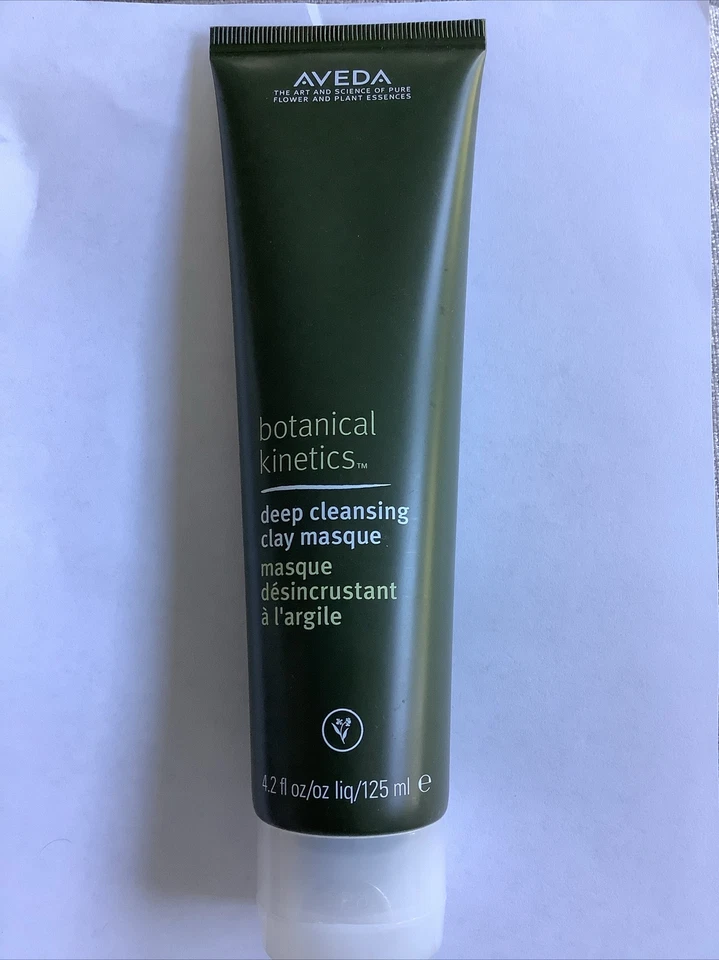 AVEDA
THE ART AND SCIENCE OF PURE
FLOWER AND PLANT ESSENCES
botanical
kinetics™
deep cleansing
clay masque
masque
désincrustant
à l'argile
4.2 fl oz/oz liq/125 ml ℮